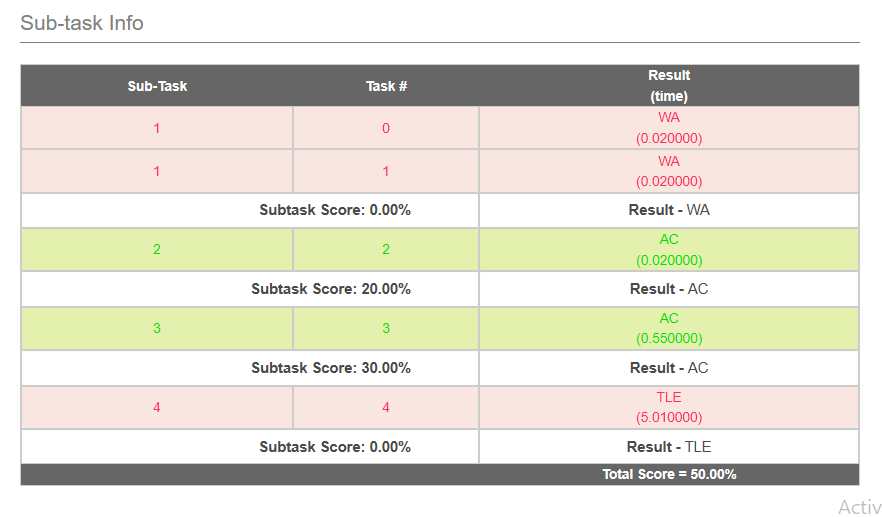 Sub-task Info
Sub-Task Task # Result
(time)
1 0 WA
(0.020000)
1 1 WA
(0.020000)
Subtask Score: 0.00% Result - WA
2 2 AC
(0.020000)
Subtask Score: 20.00% Result - AC
3 3 AC
(0.550000)
Subtask Score: 30.00% Result - AC
4 4 TLE
(5.010000)
Subtask Score: 0.00% Result - TLE
Total Score = 50.00%
Activ